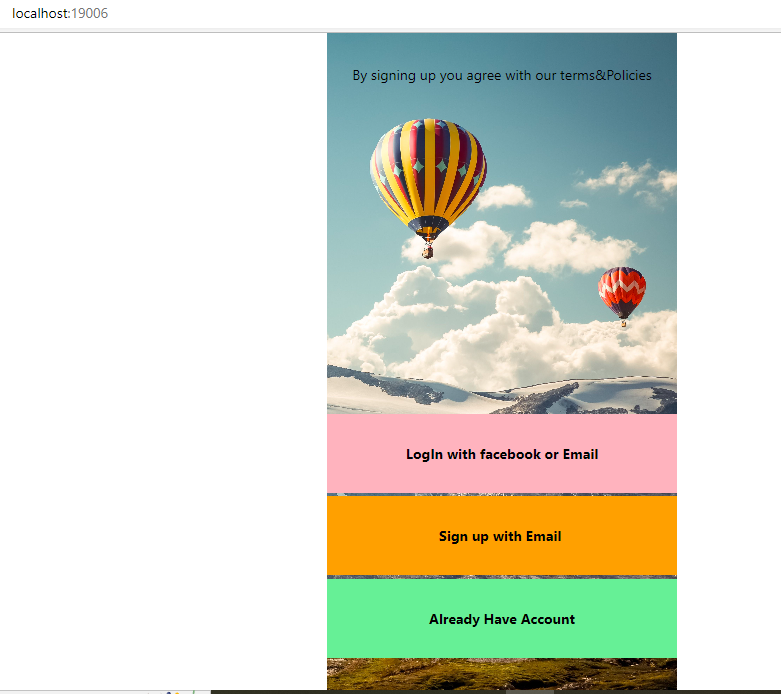 localhost:19006
By signing up you agree with our terms&Policies
LogIn with facebook or Email
Sign up with Email
Already Have Account